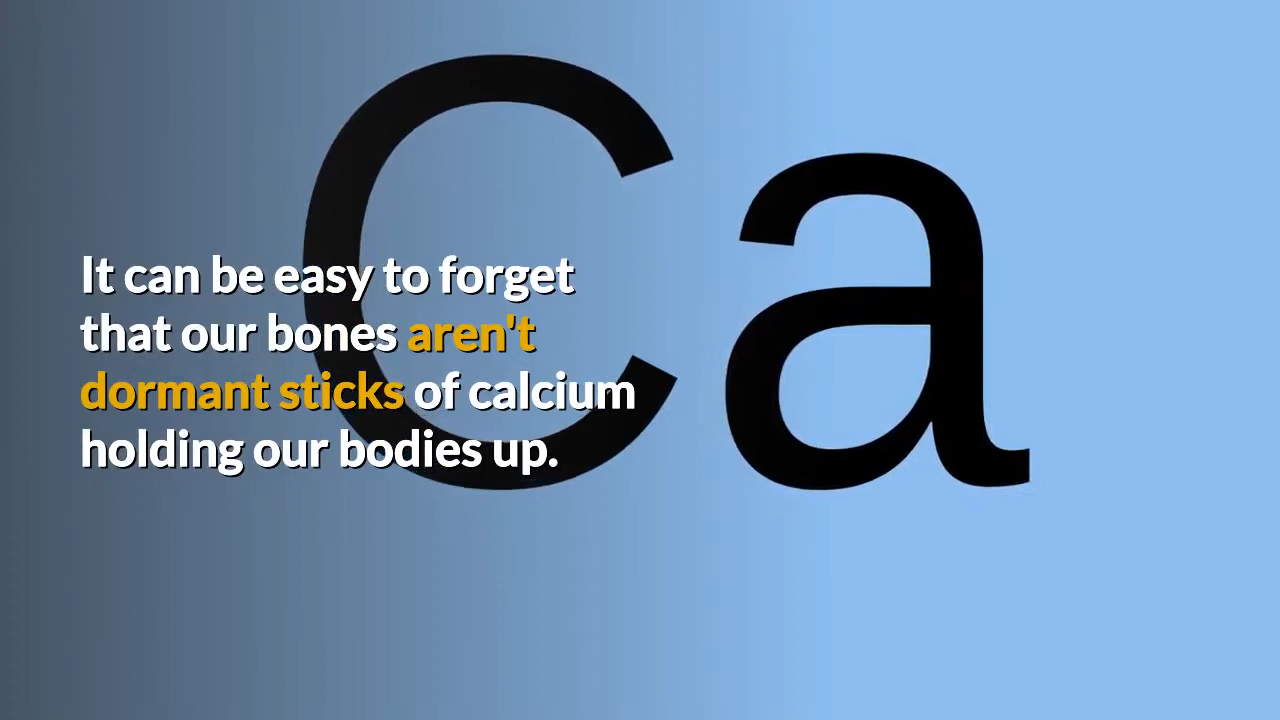 Ca
It can be easy to forget
that our bones aren't
dormant sticks of calcium
holding our bodies up.